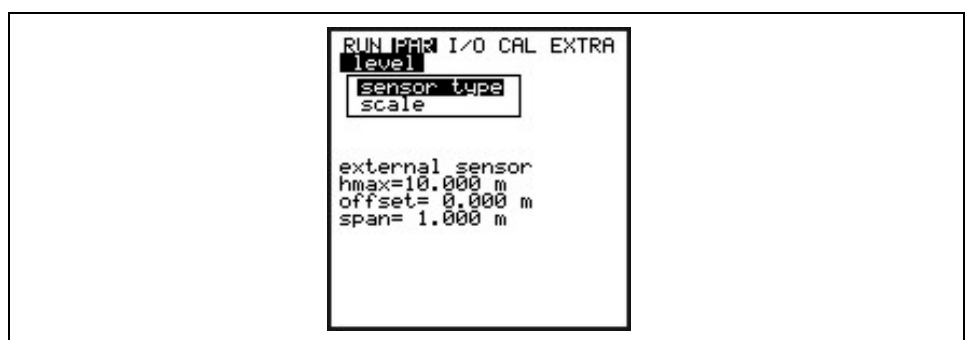 RUN PAR I/O CAL EXTRA
level
sensor type
scale
external sensor
hmax=10.000 m
offset= 0.000 m
span= 1.000 m